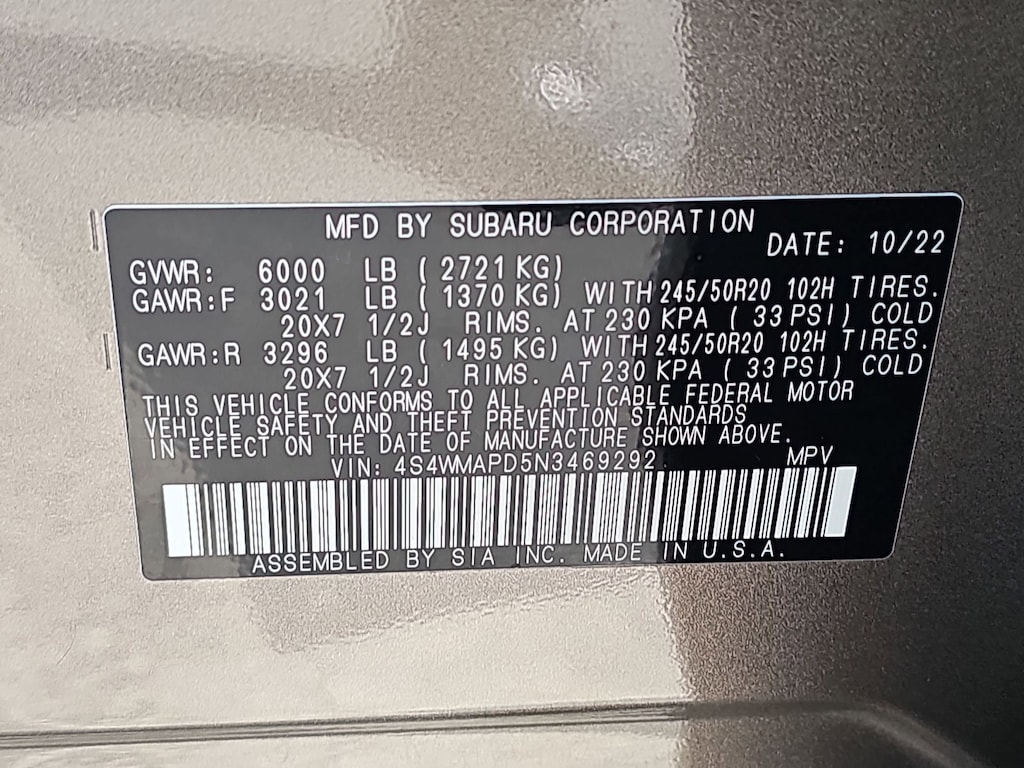 MFD BY SUBARU CORPORATION
DATE: 10/22
GVWR: 6000 LB ( 2721 KG)
GAWR:F 3021 LB ( 1370 KG) WITH 245/50R20 102H TIRES.
20X7 1/2J RIMS. AT 230 KPA ( 33 PSI) COLD
GAWR:R 3296 LB ( 1495 KG) WITH 245/50R20 102H TIRES.
20X7 1/2J RIMS. AT 230 KPA ( 33 PSI) COLD
THIS VEHICLE CONFORMS TO ALL APPLICABLE FEDERAL MOTOR
VEHICLE SAFETY AND THEFT PREVENTION STANDARDS
IN EFFECT ON THE DATE OF MANUFACTURE SHOWN ABOVE.
VIN: 4S4WMAPD5N3469292 MPV
ASSEMBLED BY SIA INC. MADE IN U.S.A.